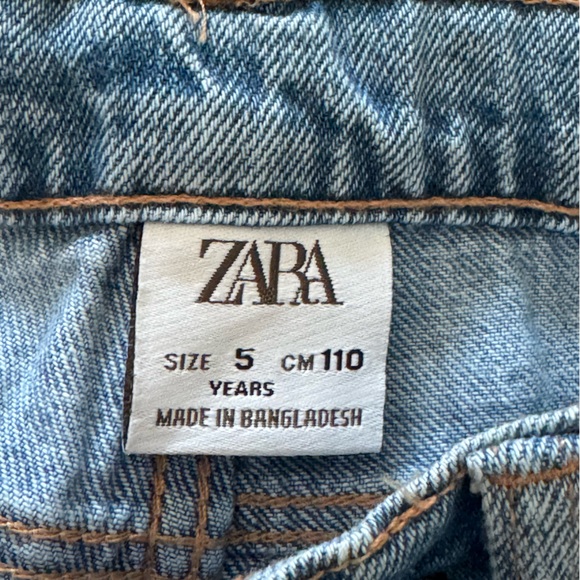 ZARA
SIZE 5 CM 110
YEARS
MADE IN BANGLADESH